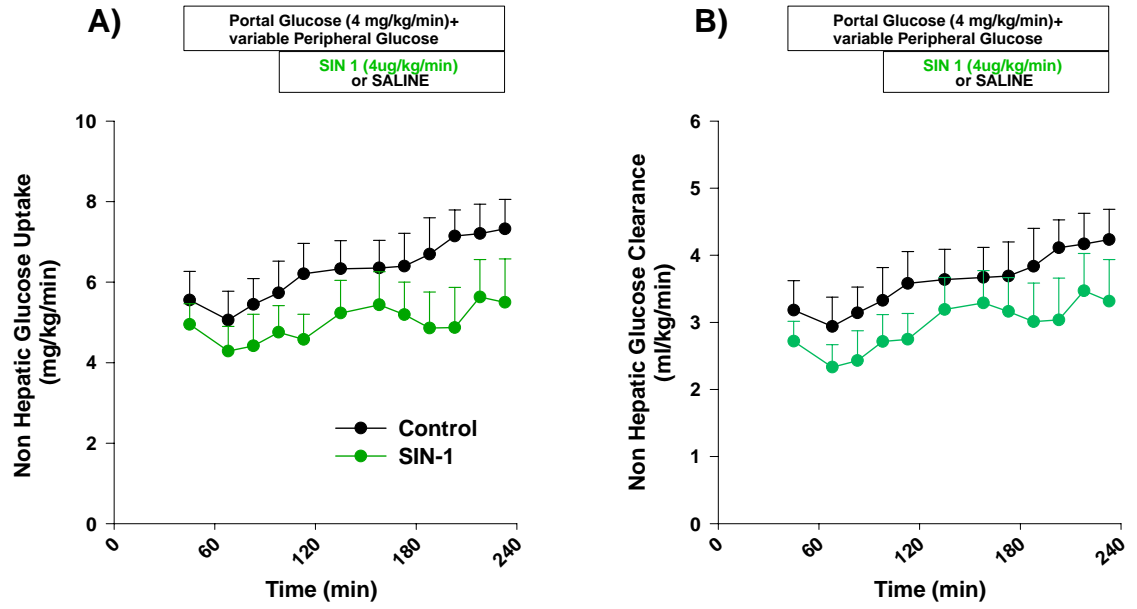 A)
Portal Glucose (4 mg/kg/min)+
variable Peripheral Glucose
SIN 1 (4ug/kg/min)
or SALINE
Non Hepatic Glucose Uptake
(mg/kg/min)
10
8
6
4
2
0
Control
SIN-1
0
60
120
180
240
Time (min)
B)
Portal Glucose (4 mg/kg/min)+
variable Peripheral Glucose
SIN 1 (4ug/kg/min)
or SALINE
Non Hepatic Glucose Clearance
(ml/kg/min)
6
5
4
3
2
1
0
0
60
120
180
240
Time (min)